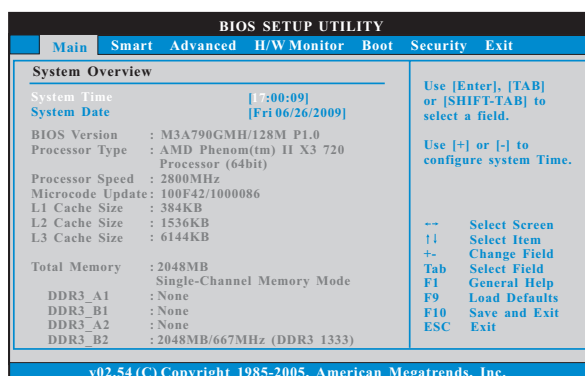 BIOS SETUP UTILITY
Main Smart Advanced H/W Monitor Boot Security Exit
System Overview
System Time [17:00:09]
System Date [Fri 06/26/2009]
BIOS Version : M3A790GMH/128M P1.0
Processor Type : AMD Phenom(tm) II X3 720
Processor (64bit)
Processor Speed : 2800MHz
Microcode Update : 100F42/1000086
L1 Cache Size : 384KB
L2 Cache Size : 1536KB
L3 Cache Size : 6144KB
Total Memory : 2048MB
Single-Channel Memory Mode
DDR3_A1 : None
DDR3_B1 : None
DDR3_A2 : None
DDR3_B2 : 2048MB/667MHz (DDR3 1333)
Use [Enter], [TAB]
or [SHIFT-TAB] to
select a field.
Use [+] or [-] to
configure system Time.
←→ Select Screen
↑↓ Select Item
+- Change Field
Tab Select Field
F1 General Help
F9 Load Defaults
F10 Save and Exit
ESC Exit
v02.54 (C) Copyright 1985-2005, American Megatrends, Inc.